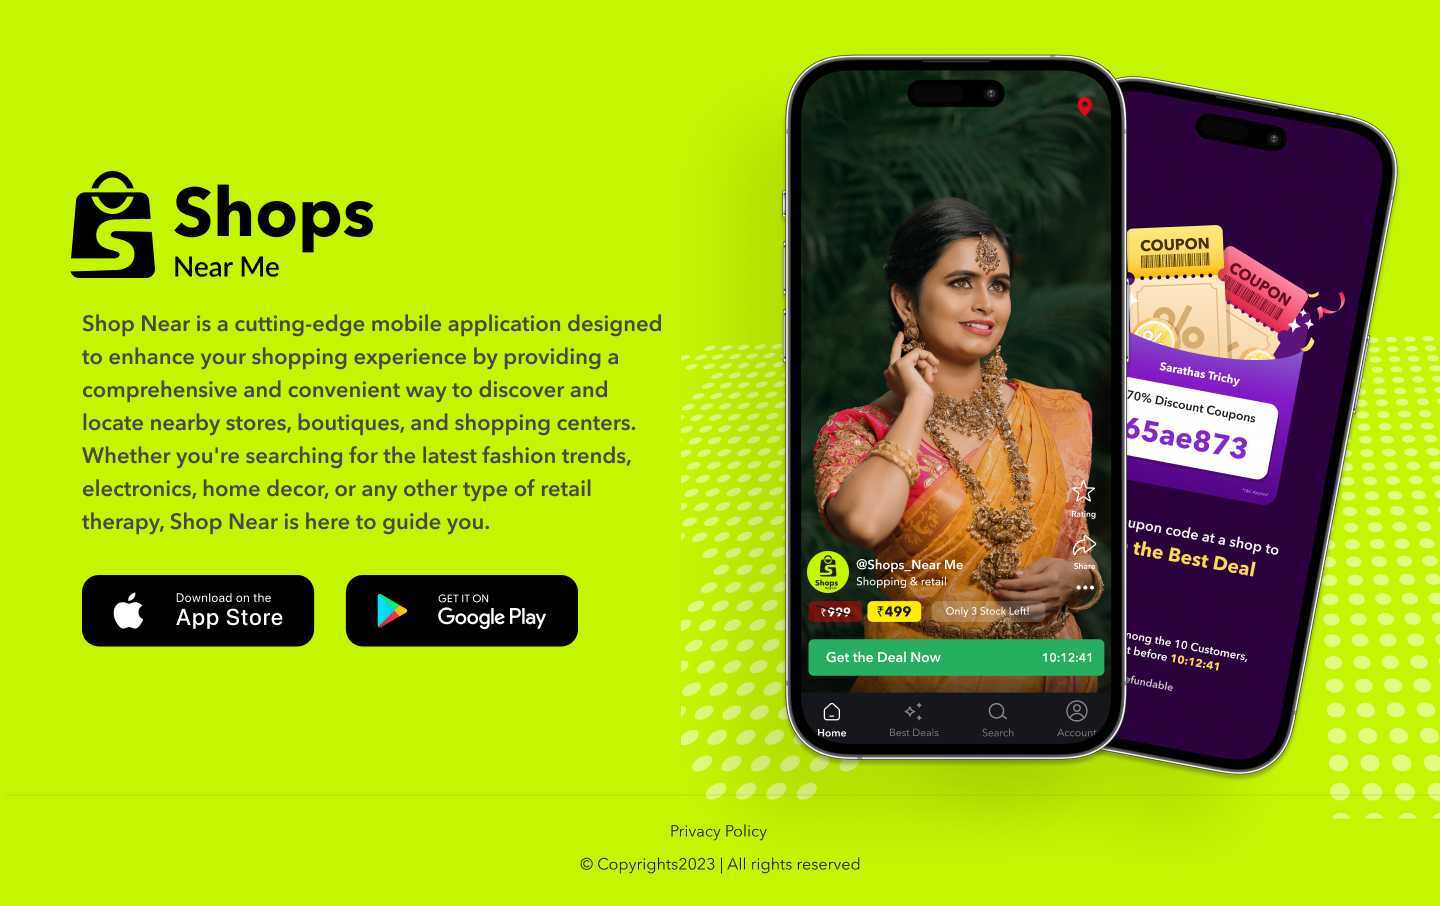 Shops
Near Me
Shop Near is a cutting-edge mobile application designed
to enhance your shopping experience by providing a
comprehensive and convenient way to discover and
locate nearby stores, boutiques, and shopping centers.
Whether you're searching for the latest fashion trends,
electronics, home decor, or any other type of retail
therapy, Shop Near is here to guide you.
Download on the
App Store
GET IT ON
Google Play
Rating
Share
Shops
@Shops_Near Me
Shopping & retail
₹999
₹499
Only 3 Stock Left!
Get the Deal Now
10:12:41
Home
Best Deals
Search
Account
COUPON
COUPON
%
Sarathas Trichy
70% Discount Coupons
65ae873
upon code at a shop to
the Best Deal
mong the 10 Customers,
t before 10:12:41
efundable
Privacy Policy
© Copyrights2023 | All rights reserved